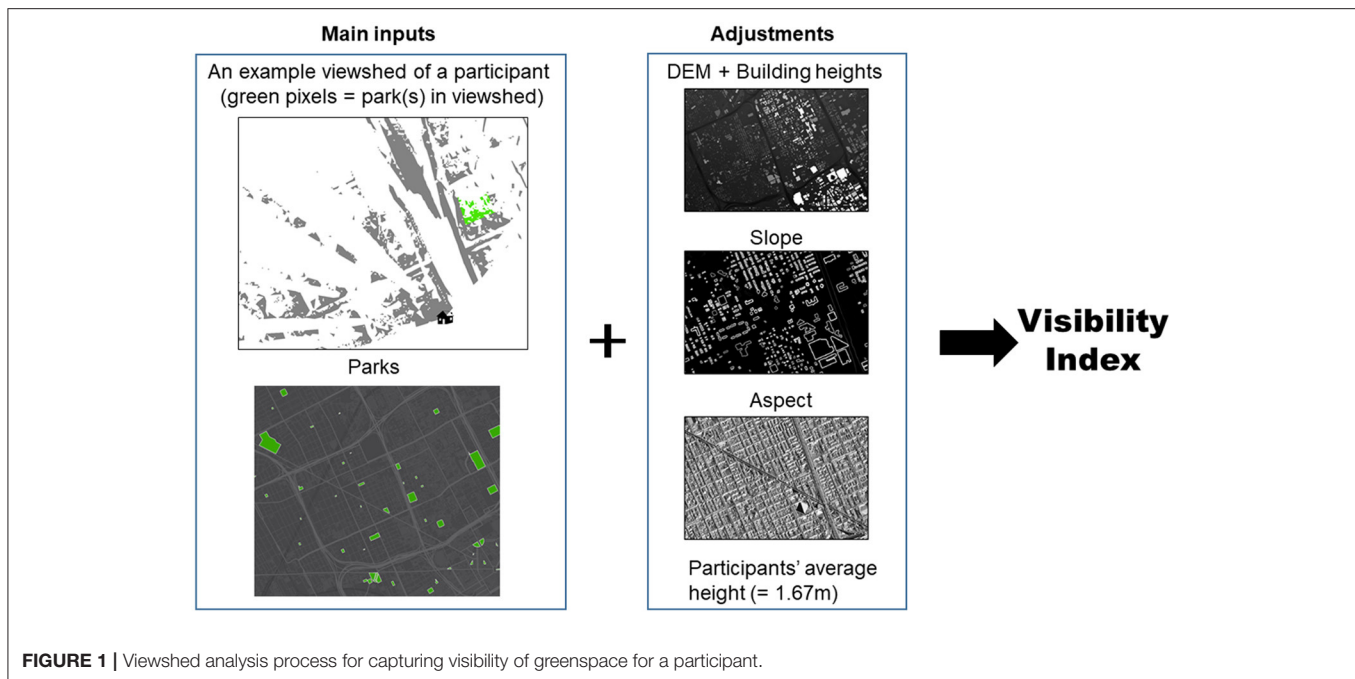 Main inputs
An example viewshed of a participant
(green pixels = park(s) in viewshed)
Parks
+
Adjustments
DEM + Building heights
Slope
Aspect
Participants' average
height (= 1.67m)
Visibility
Index
FIGURE 1 | Viewshed analysis process for capturing visibility of greenspace for a participant.